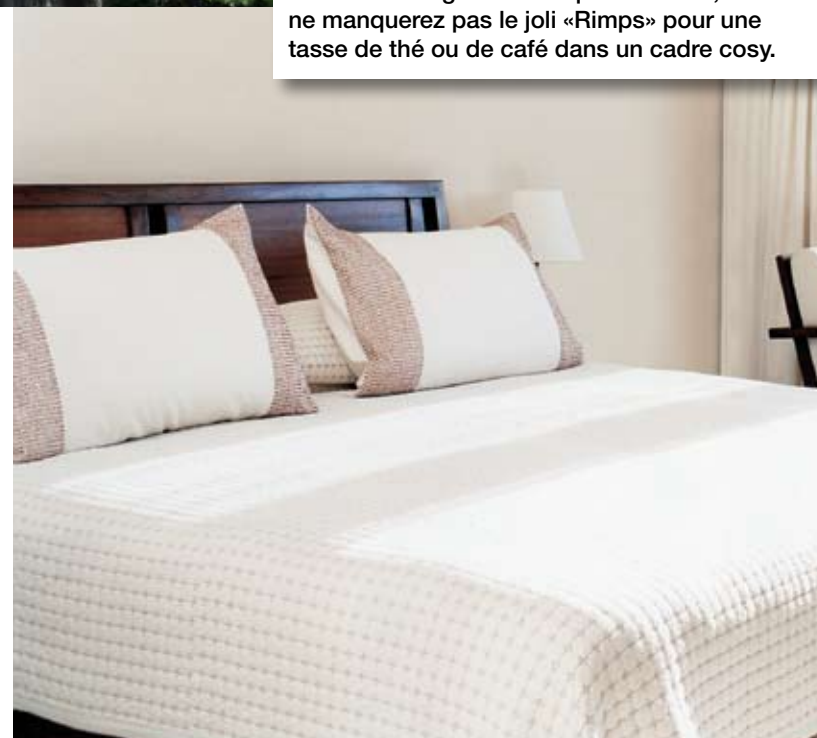 ne manquerez pas le joli «Rimps» pour une
tasse de thé ou de café dans un cadre cosy.